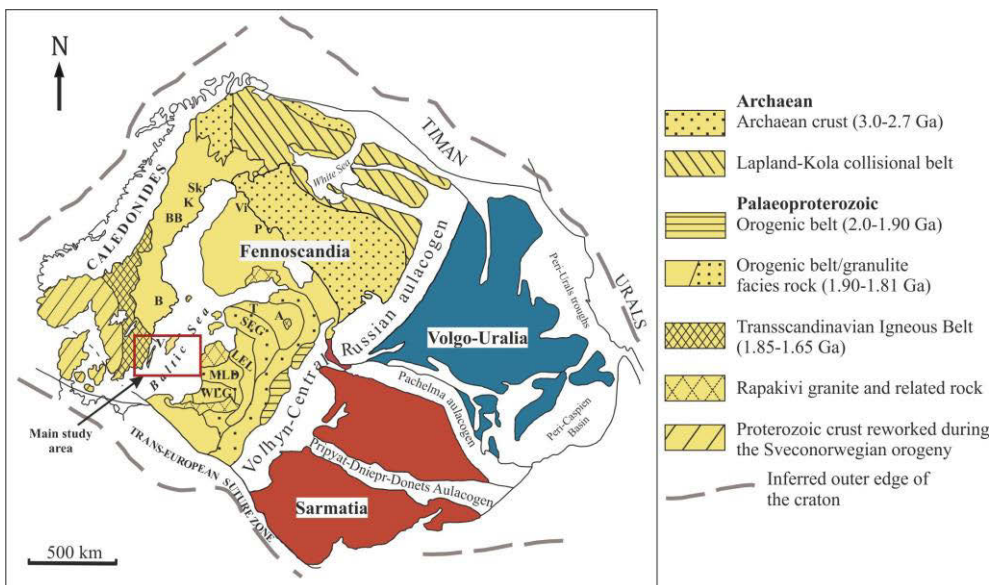 N
TIMAN
White Sea
CALEDONIDES
Sk
K
BB
Vi
P
Fennoscandia
Russian aulacogen
Peri-Urals troughs
URALS
B
T
A
SEG
Volgo-Uralia
V
Baltic Sea
LEL
MLD
WEG
Volhyn-Central
Pachelma aulacogen
Peri-Caspien
Basin
Main study
area
TRANS-EUROPEAN SUTURE ZONE
Pripyat-Dniepr-Donets Aulacogen
Sarmatia
500 km
Archaean
Archaean crust (3.0-2.7 Ga)
Lapland-Kola collisional belt
Palaeoproterozoic
Orogenic belt (2.0-1.90 Ga)
Orogenic belt/granulite
facies rock (1.90-1.81 Ga)
Transscandinavian Igneous Belt
(1.85-1.65 Ga)
Rapakivi granite and related rock
Proterozoic crust reworked during
the Sveconorwegian orogeny
Inferred outer edge of
the craton